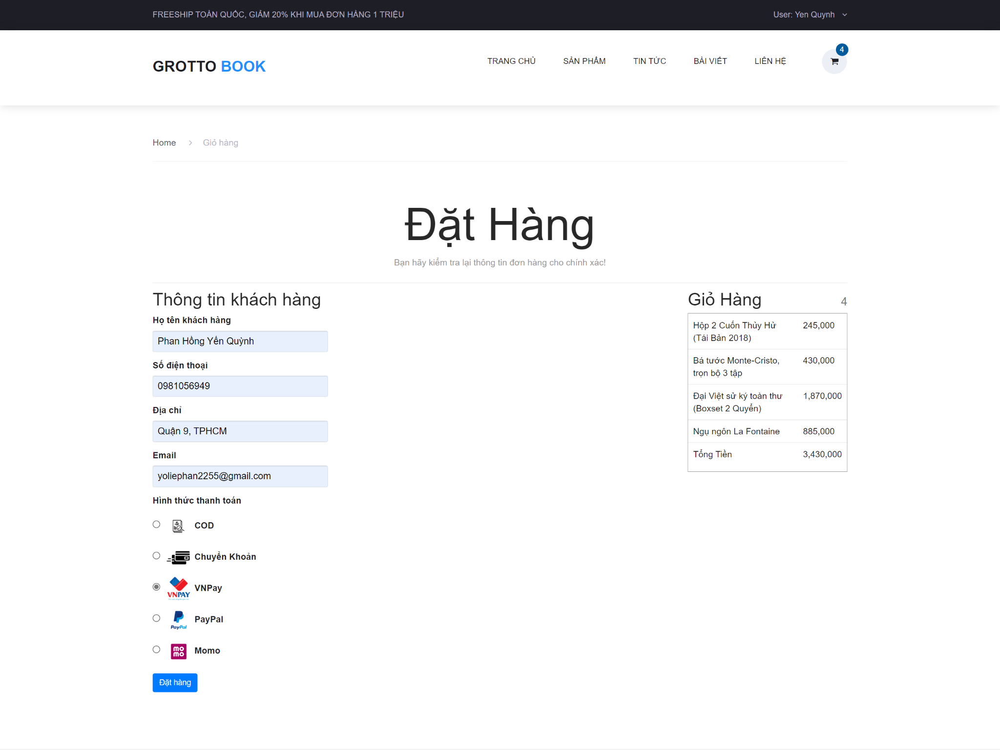 FREESHIP TOÀN QUỐC, GIẢM 20% KHI MUA ĐƠN HÀNG 1 TRIỆU
User: Yen Quynh
4
GROTTO BOOK
TRANG CHỦ
SẢN PHẨM
TIN TỨC
BÀI VIẾT
LIÊN HỆ
Home
Giỏ hàng
Đặt Hàng
Bạn hãy kiểm tra lại thông tin đơn hàng cho chính xác!
Thông tin khách hàng
Họ tên khách hàng
Phan Hồng Yến Quỳnh
Số điện thoại
0981056949
Địa chỉ
Quận 9, TPHCM
Email
yoliephan2255@gmail.com
Hình thức thanh toán
COD
Chuyển Khoản
VNPAY
VNPay
PayPal
PayPal
mo
mo
Momo
Đặt hàng
Giỏ Hàng
4
Hộp 2 Cuốn Thủy Hử 245,000
(Tái Bản 2018)
Bá tước Monte-Cristo, 430,000
trọn bộ 3 tập
Đại Việt sử ký toàn thư 1,870,000
(Boxset 2 Quyển)
Ngụ ngôn La Fontaine 885,000
Tổng Tiền 3,430,000